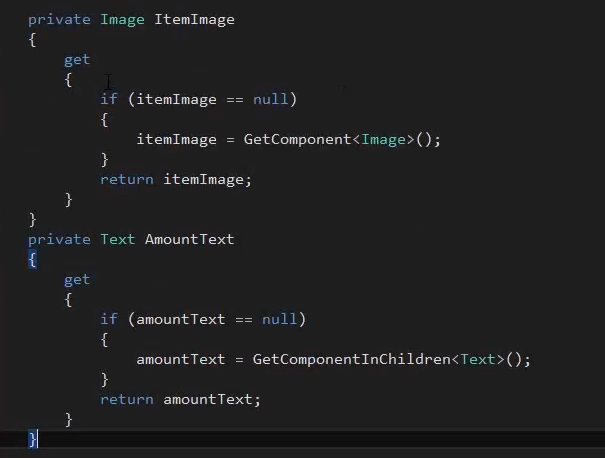 private Image ItemImage
{
get
{
if (itemImage == null)
{
itemImage = GetComponent<Image>();
}
return itemImage;
}
}
private Text AmountText
{
get
{
if (amountText == null)
{
amountText = GetComponentInChildren<Text>();
}
return amountText;
}
}